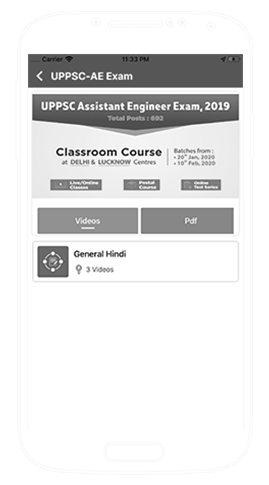 Carrier 11:33 PM
UPPSC-AE Exam
UPPSC Assistant Engineer Exam, 2019
Total Posts : 692
Classroom Course
at DELHI & LUCKNOW Centres
Batches from :
• 20th Jan, 2020
• 10th Feb, 2020
Live/Online
Classes
Postal
Course
Online
Test Series
Videos Pdf
General Hindi
3 Videos